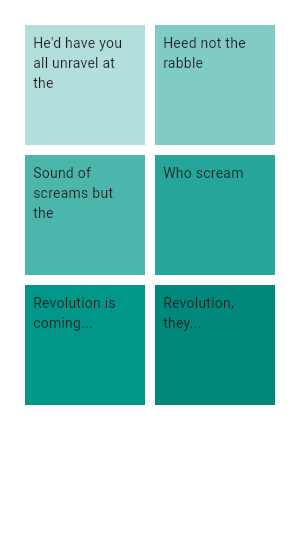 He'd have you
all unravel at
the
Heed not the
rabble
Sound of
screams but
the
Who scream
Revolution is
coming...
Revolution,
they...